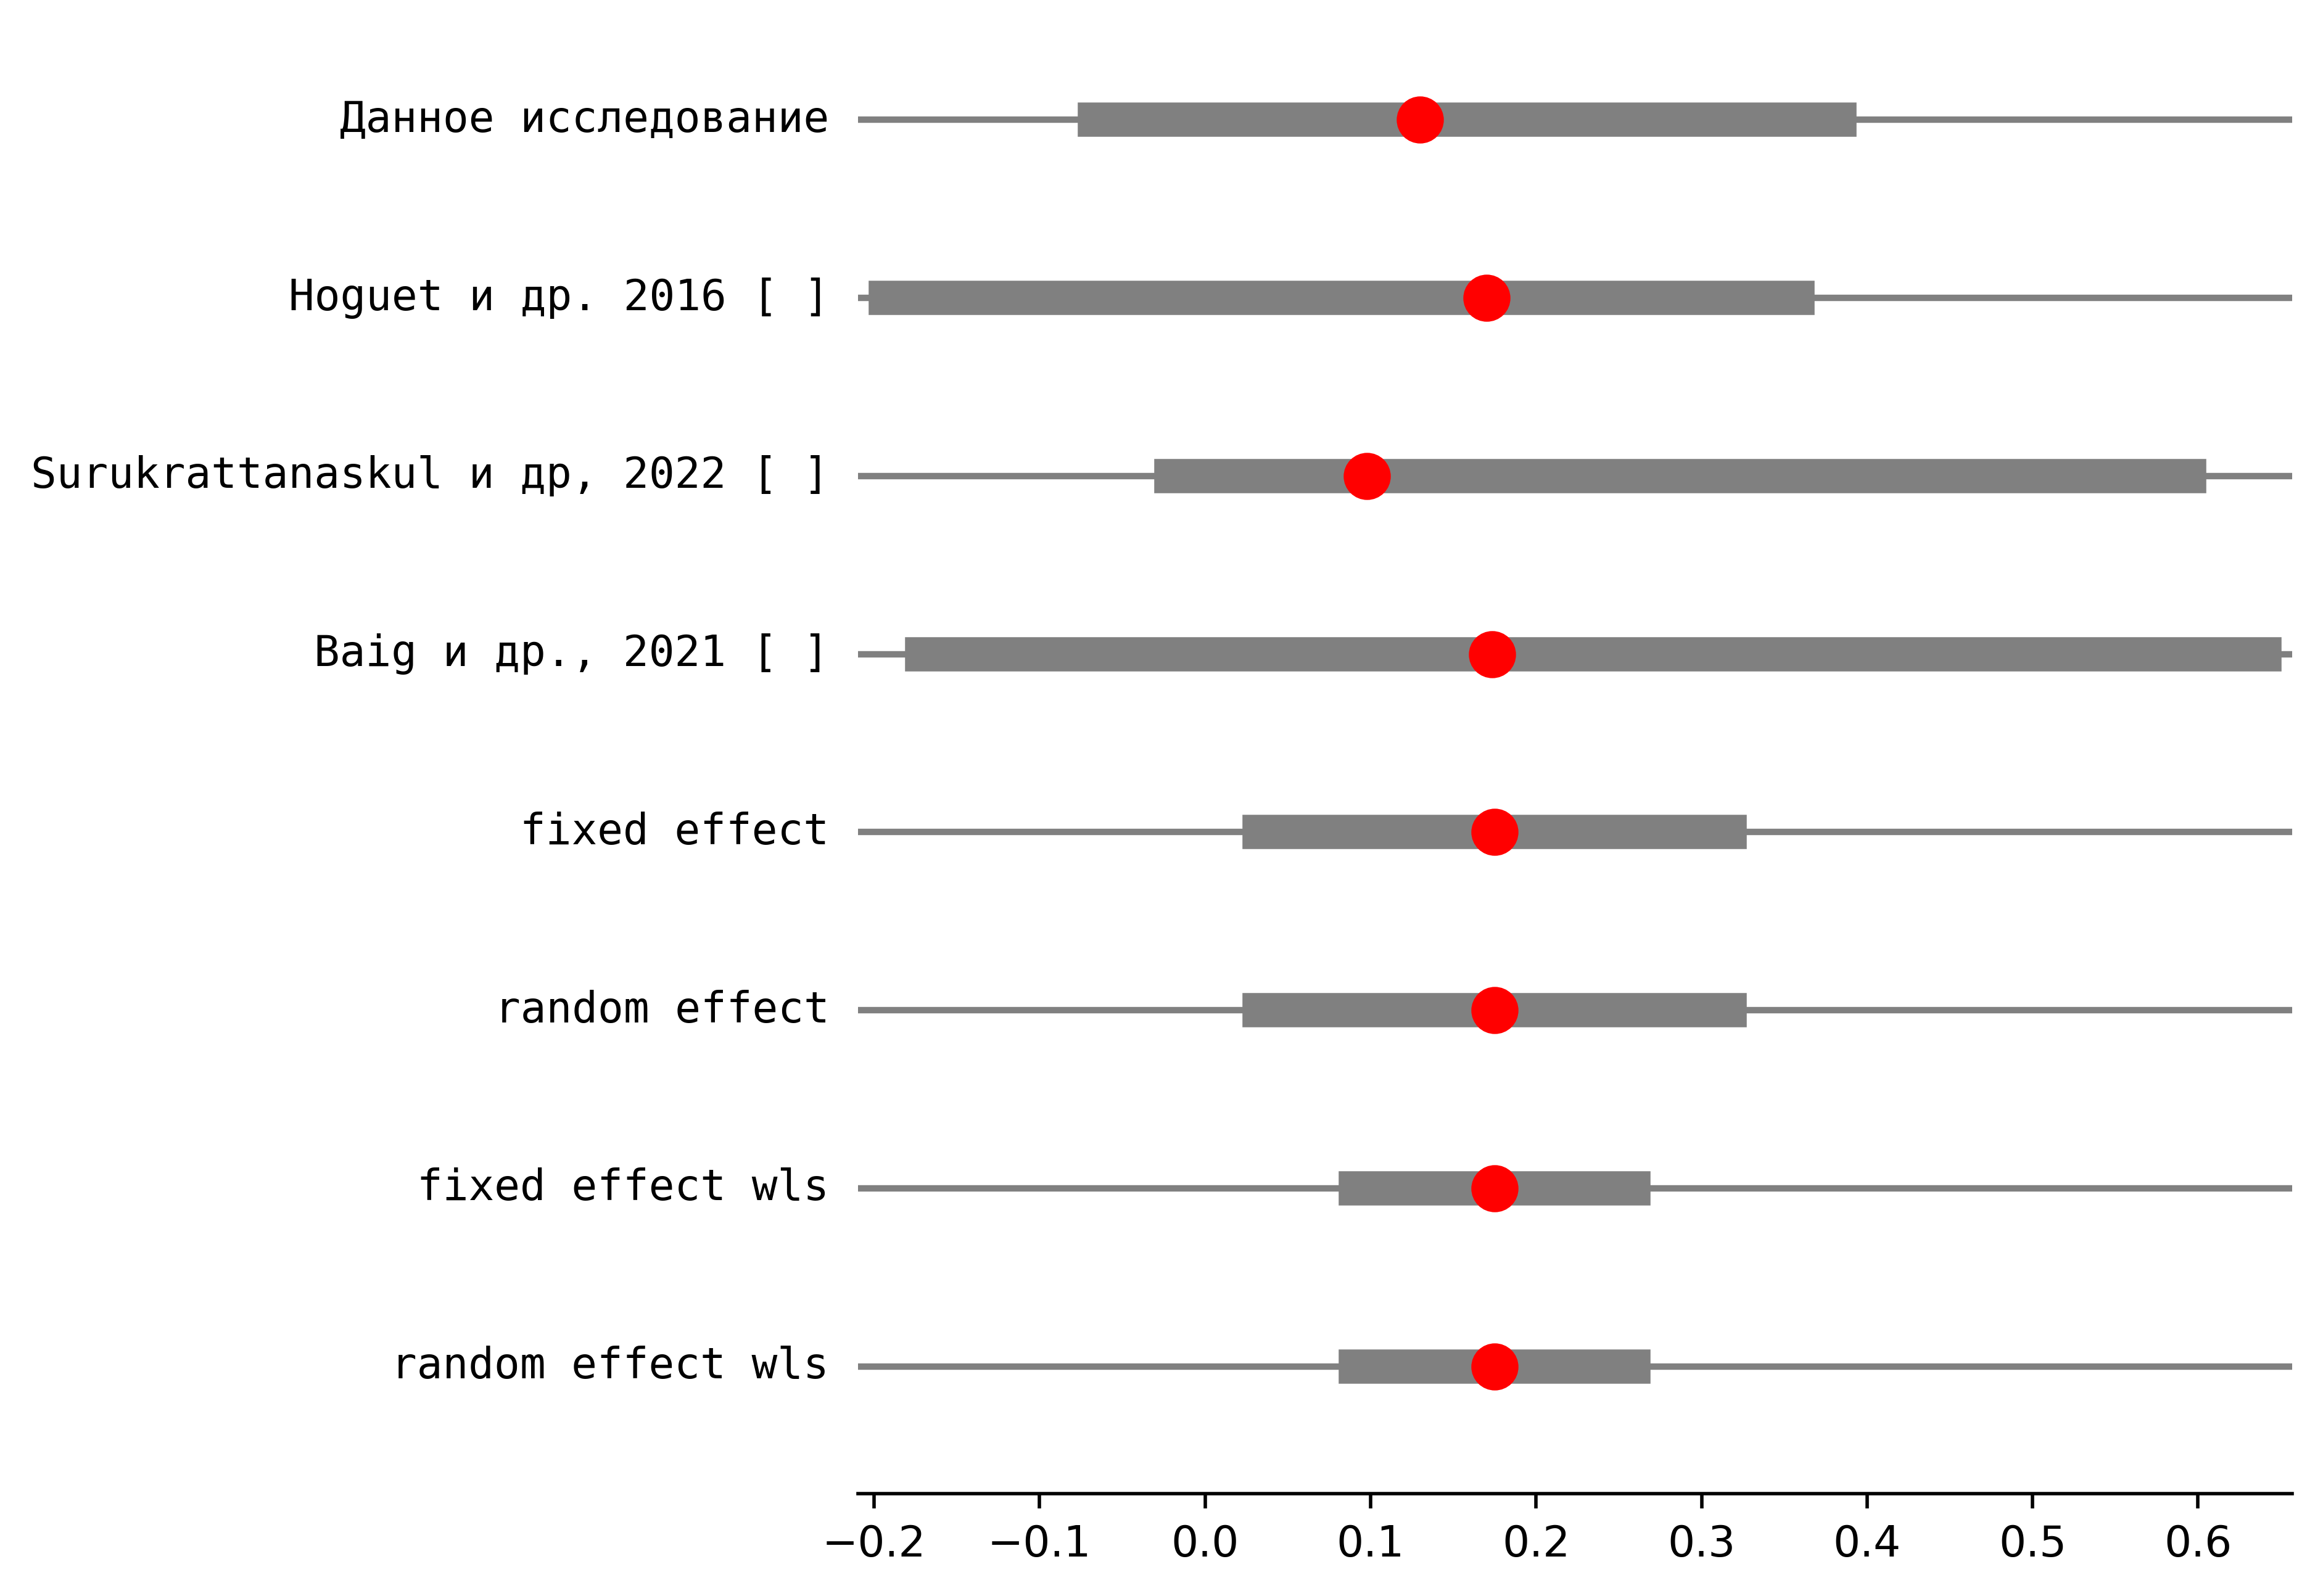 Данное исследование
Hoguet и др. 2016 [ ]
Surukrattanaskul и др, 2022 [ ]
Baig и др., 2021 [ ]
fixed effect
random effect
fixed effect wls
random effect wls
−0.2 −0.1 0.0 0.1 0.2 0.3 0.4 0.5 0.6